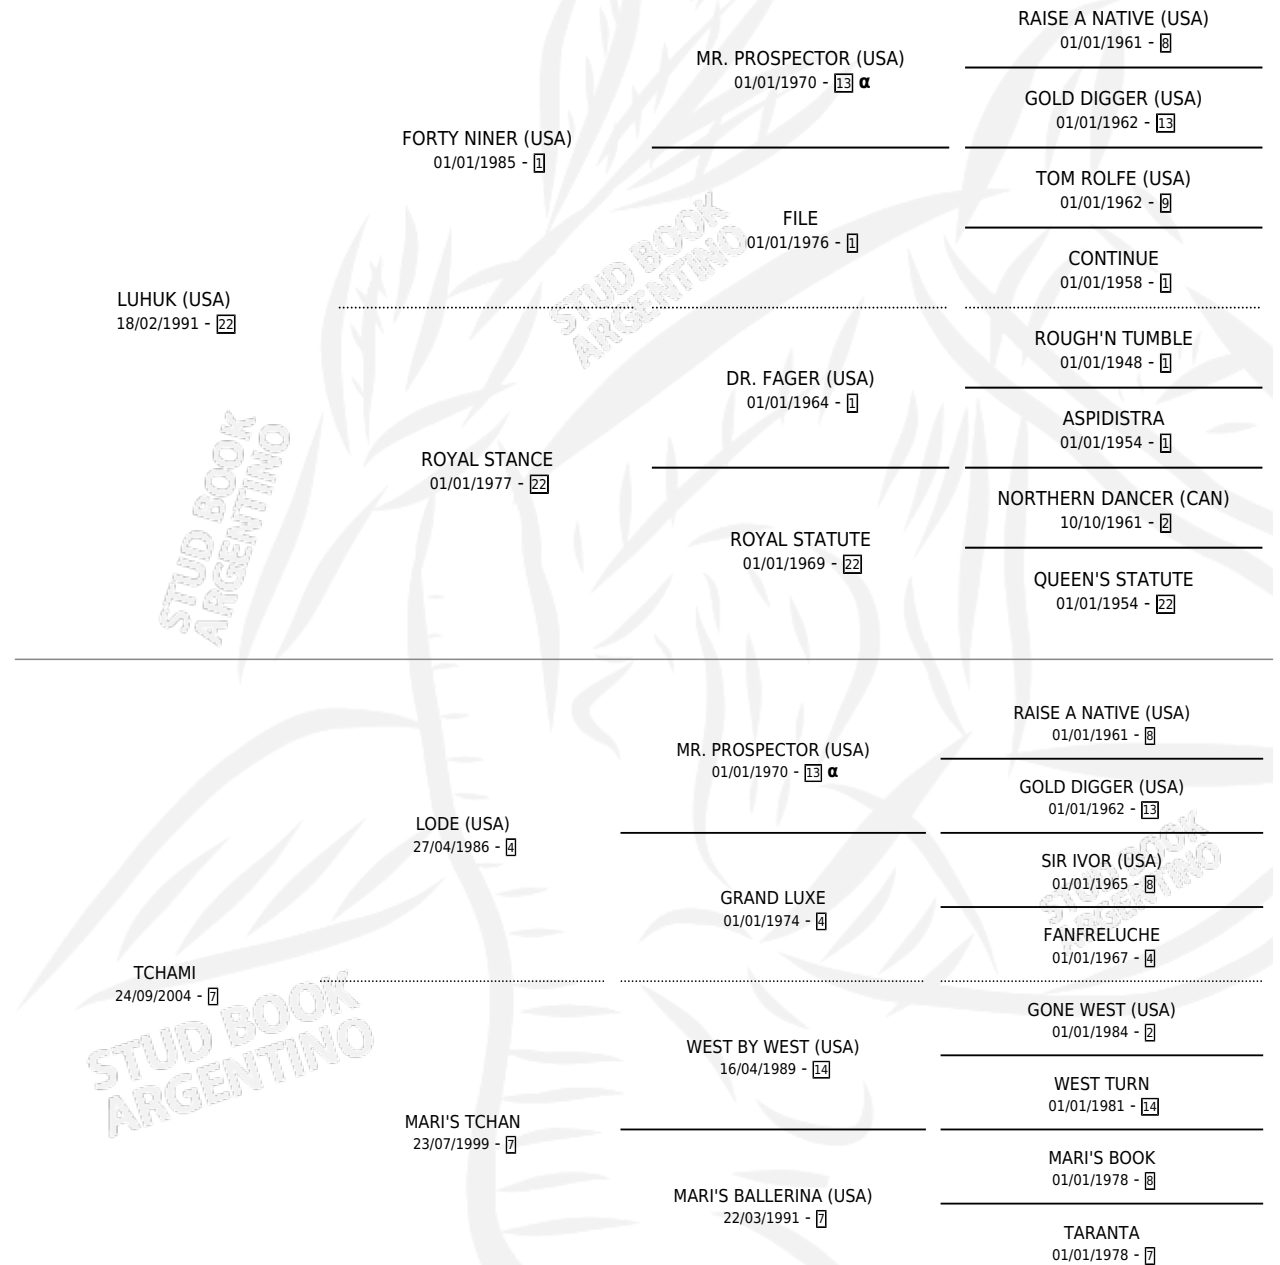 RAISE A NATIVE (USA)
01/01/1961 - 8
MR. PROSPECTOR (USA)
01/01/1970 - 13 α
GOLD DIGGER (USA)
01/01/1962 - 13
FORTY NINER (USA)
01/01/1985 - 1
TOM ROLFE (USA)
01/01/1962 - 9
FILE
01/01/1976 - 1
CONTINUE
01/01/1958 - 1
LUHUK (USA)
18/02/1991 - 22
STUD BOOK
ARGENTINO
ROUGH'N TUMBLE
01/01/1948 - 1
DR. FAGER (USA)
01/01/1964 - 1
ASPIDISTRA
01/01/1954 - 1
ROYAL STANCE
01/01/1977 - 22
NORTHERN DANCER (CAN)
10/10/1961 - 2
ROYAL STATUTE
01/01/1969 - 22
QUEEN'S STATUTE
01/01/1954 - 22
STUD BOOK
ARGENTINO
RAISE A NATIVE (USA)
01/01/1961 - 8
MR. PROSPECTOR (USA)
01/01/1970 - 13 α
GOLD DIGGER (USA)
01/01/1962 - 13
LODE (USA)
27/04/1986 - 4
SIR IVOR (USA)
01/01/1965 - 8
GRAND LUXE
01/01/1974 - 4
FANFRELUCHE
01/01/1967 - 4
STUD BOOK
ARGENTINO
TCHAMI
24/09/2004 - 7
GONE WEST (USA)
01/01/1984 - 2
WEST BY WEST (USA)
16/04/1989 - 14
WEST TURN
01/01/1981 - 14
STUD BOOK
ARGENTINO
MARI'S TCHAN
23/07/1999 - 7
MARI'S BOOK
01/01/1978 - 8
MARI'S BALLERINA (USA)
22/03/1991 - 7
TARANTA
01/01/1978 - 7